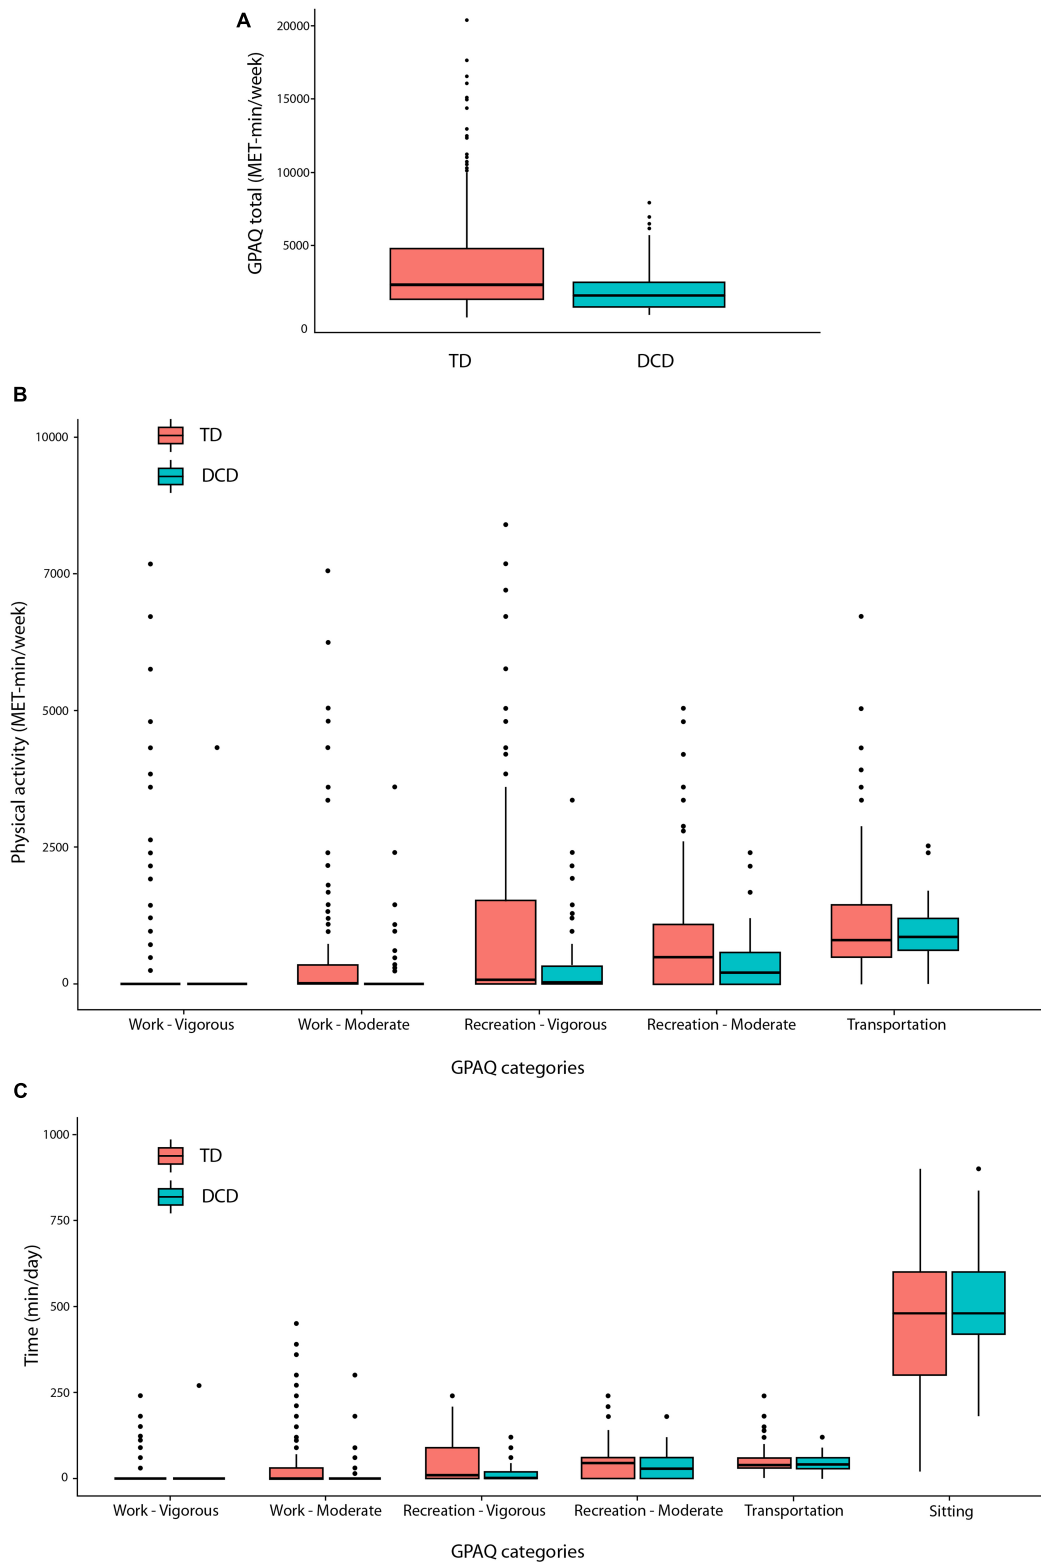 A
GPAQ total (MET-min/week)
20000
15000
10000
5000
0
TD DCD
B
Physical activity (MET-min/week)
TD
DCD
10000
7000
5000
2500
0
Work - Vigorous Work - Moderate Recreation - Vigorous Recreation - Moderate Transportation
GPAQ categories
C
Time (min/day)
TD
DCD
1000
750
500
250
0
Work - Vigorous Work - Moderate Recreation - Vigorous Recreation - Moderate Transportation Sitting
GPAQ categories